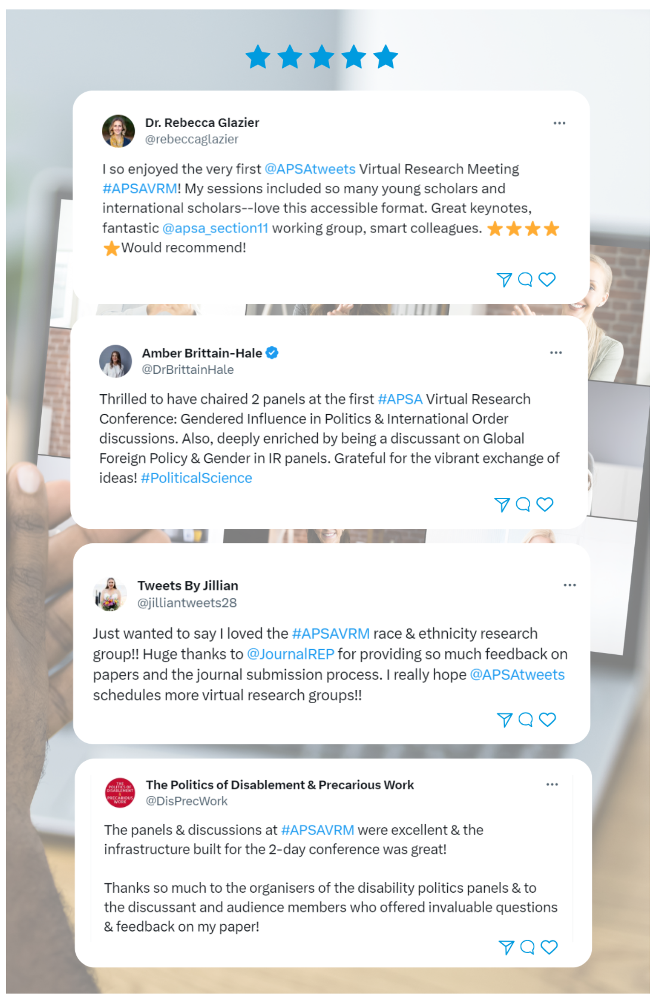 Dr. Rebecca Glazier
@rebeccaglazier
I so enjoyed the very first @APSAtweets Virtual Research Meeting
#APSAVRM! My sessions included so many young scholars and
international scholars--love this accessible format. Great keynotes,
fantastic @apsa_section11 working group, smart colleagues. ⭐⭐⭐⭐
⭐Would recommend!
Amber Brittain-Hale
@DrBrittainHale
Thrilled to have chaired 2 panels at the first #APSA Virtual Research
Conference: Gendered Influence in Politics & International Order
discussions. Also, deeply enriched by being a discussant on Global
Foreign Policy & Gender in IR panels. Grateful for the vibrant exchange of
ideas! #PoliticalScience
Tweets By Jillian
@jilliantweets28
Just wanted to say I loved the #APSAVRM race & ethnicity research
group!! Huge thanks to @JournalREP for providing so much feedback on
papers and the journal submission process. I really hope @APSAtweets
schedules more virtual research groups!!
THE
POLITICS OF
DISABLEMENT
&
PRECARIOUS
WORK
The Politics of Disablement & Precarious Work
@DisPrecWork
The panels & discussions at #APSAVRM were excellent & the
infrastructure built for the 2-day conference was great!
Thanks so much to the organisers of the disability politics panels & to
the discussant and audience members who offered invaluable questions
& feedback on my paper!